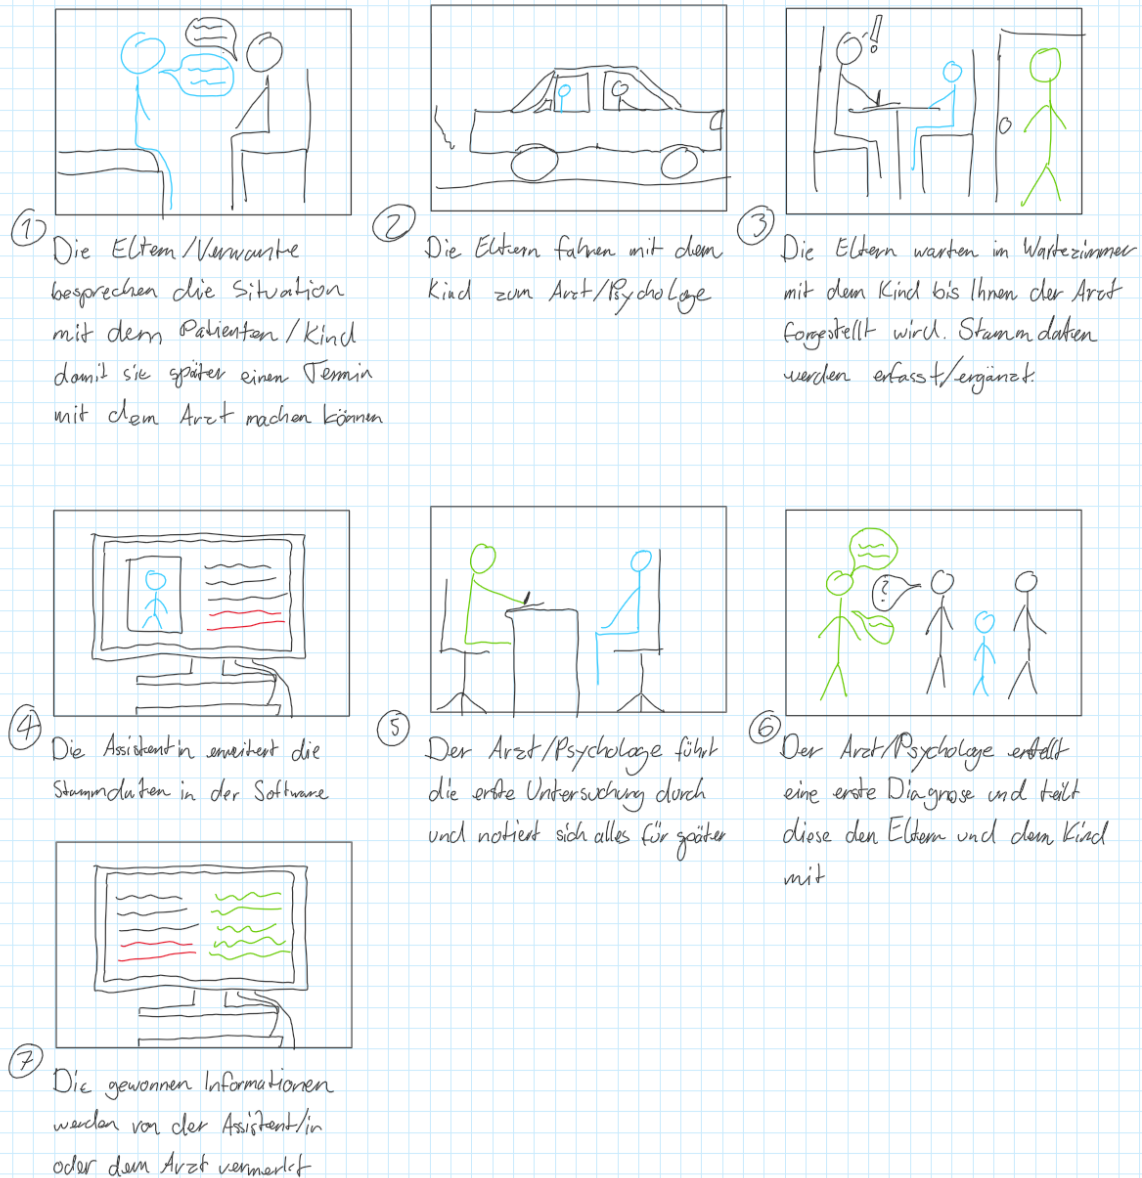 !
1
Die Eltern/Verwante
besprechen die Situation
mit dem Patienten/Kind
damit sie später einen Termin
mit dem Arzt machen können
2
Die Eltern fahren mit dem
Kind zum Arzt/Psychologe
3
Die Eltern warten im Wartezimmer
mit dem Kind bis Ihnen der Arzt
forgestellt wird. Stammdaten
werden erfasst/ergänzt.
4
Die Assistent*in erweitert die
Stammdaten in der Software
5
Der Arzt/Psychologe führt
die erste Untersuchung durch
und notiert sich alles für später
?
6
Der Arzt/Psychologe erstellt
eine erste Diagnose und teilt
diese den Eltern und dem Kind
mit
7
Die gewonnen Informationen
werden von der Assistent/in
oder dem Arzt vermerkt